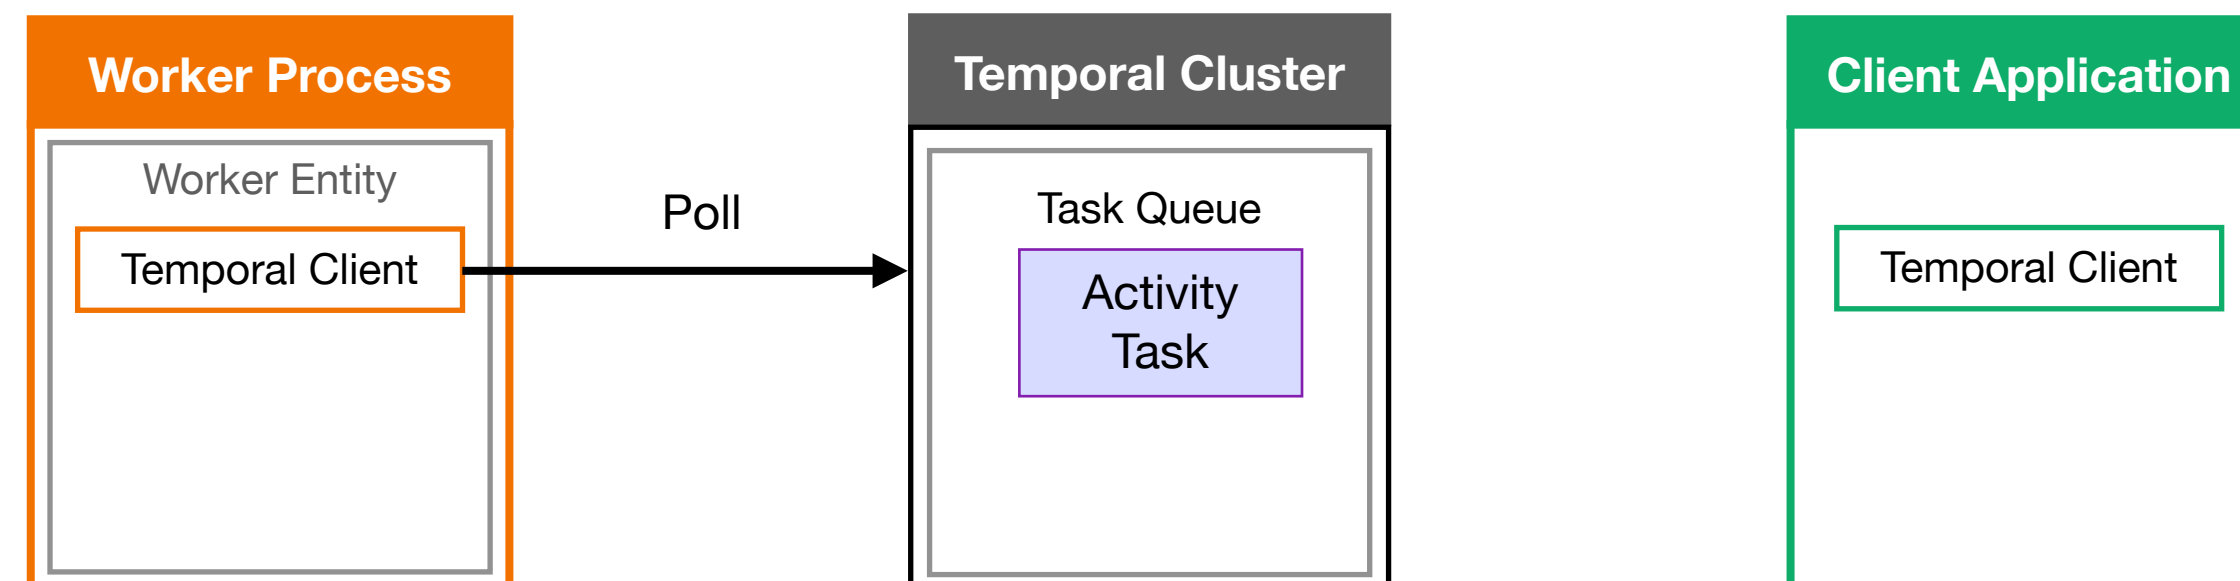 Worker Process
Worker Entity
Temporal Client
Poll
Temporal Cluster
Task Queue
Activity
Task
Client Application
Temporal Client